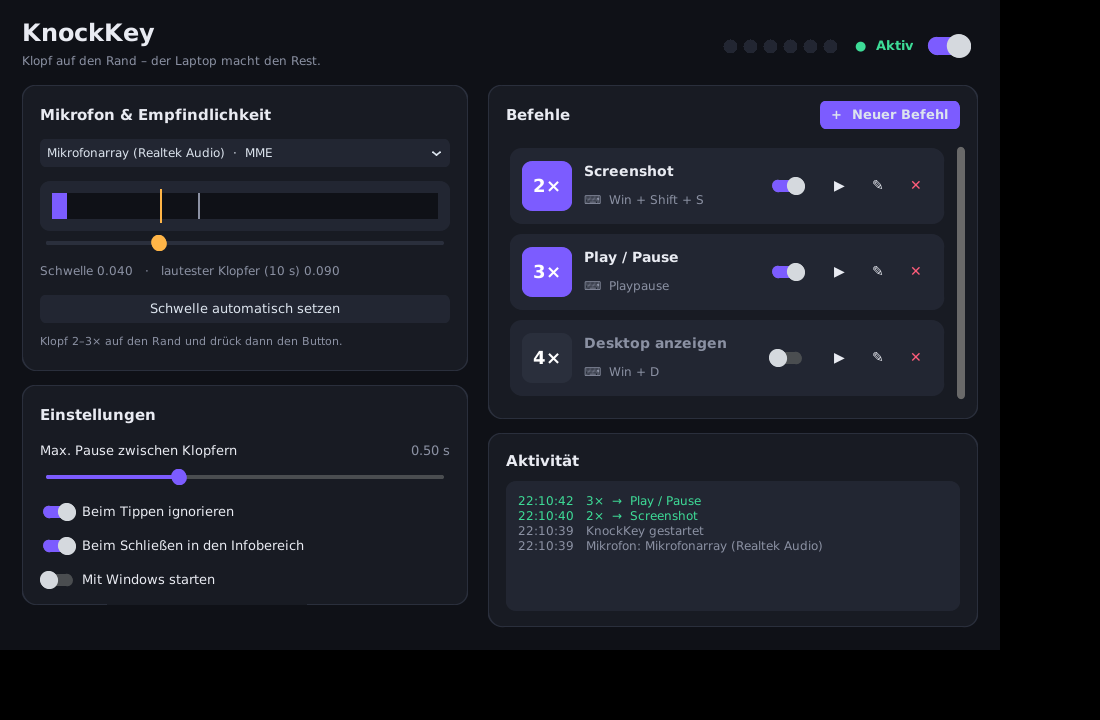 KnockKey
Klopf auf den Rand – der Laptop macht den Rest.
● Aktiv
Mikrofon & Empfindlichkeit
Mikrofonarray (Realtek Audio) · MME
Schwelle 0.040 · lautester Klopfer (10 s) 0.090
Schwelle automatisch setzen
Klopf 2–3× auf den Rand und drück dann den Button.
Einstellungen
Max. Pause zwischen Klopfern 0.50 s
Beim Tippen ignorieren
Beim Schließen in den Infobereich
Mit Windows starten
Befehle
+ Neuer Befehl
2× Screenshot
⌨ Win + Shift + S
▶ ✎ ✕
3× Play / Pause
⌨ Playpause
▶ ✎ ✕
4× Desktop anzeigen
⌨ Win + D
▶ ✎ ✕
Aktivität
22:10:42 3× → Play / Pause
22:10:40 2× → Screenshot
22:10:39 KnockKey gestartet
22:10:39 Mikrofon: Mikrofonarray (Realtek Audio)